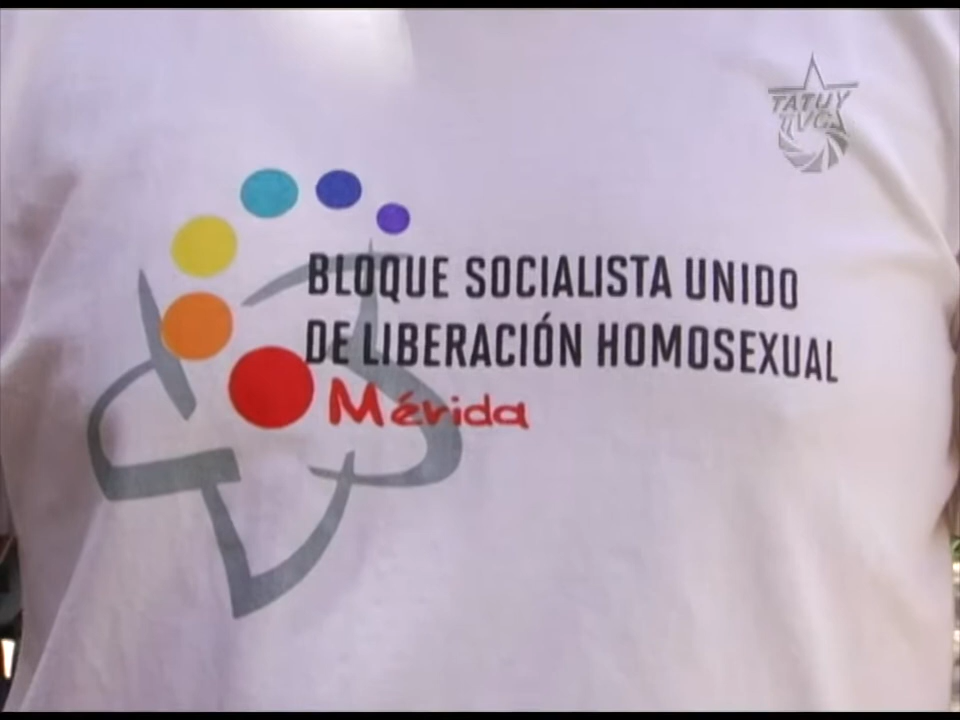 TATUY
TVC
BLOQUE SOCIALISTA UNIDO
DE LIBERACIÓN HOMOSEXUAL
Mérida